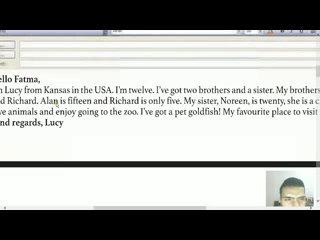 ello Fatma,
n Lucy from Kansas in the USA. I'm twelve. I've got two brothers and a sister. My brothers
d Richard. Alan is fifteen and Richard is only five. My sister, Noreen, is twenty, she is a c
ve animals and enjoy going to the zoo. I've got a pet goldfish! My favourite place to visit
nd regards, Lucy